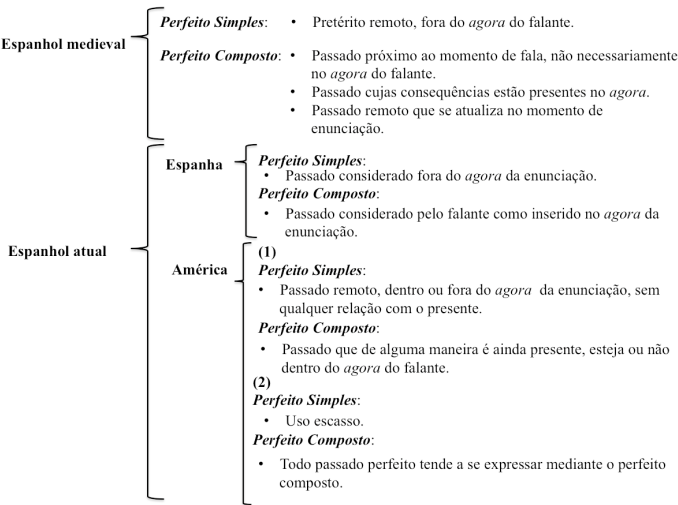 Espanhol medieval
Perfeito Simples: • Pretérito remoto, fora do agora do falante.
Perfeito Composto: • Passado próximo ao momento de fala, não necessariamente
no agora do falante.
• Passado cujas consequências estão presentes no agora.
• Passado remoto que se atualiza no momento de
enunciação.
Espanhol atual
Espanha
Perfeito Simples:
• Passado considerado fora do agora da enunciação.
Perfeito Composto:
• Passado considerado pelo falante como inserido no agora da
enunciação.
América
(1)
Perfeito Simples:
• Passado remoto, dentro ou fora do agora da enunciação, sem
qualquer relação com o presente.
Perfeito Composto:
• Passado que de alguma maneira é ainda presente, esteja ou não
dentro do agora do falante.
(2)
Perfeito Simples:
• Uso escasso.
Perfeito Composto:
• Todo passado perfeito tende a se expressar mediante o perfeito
composto.